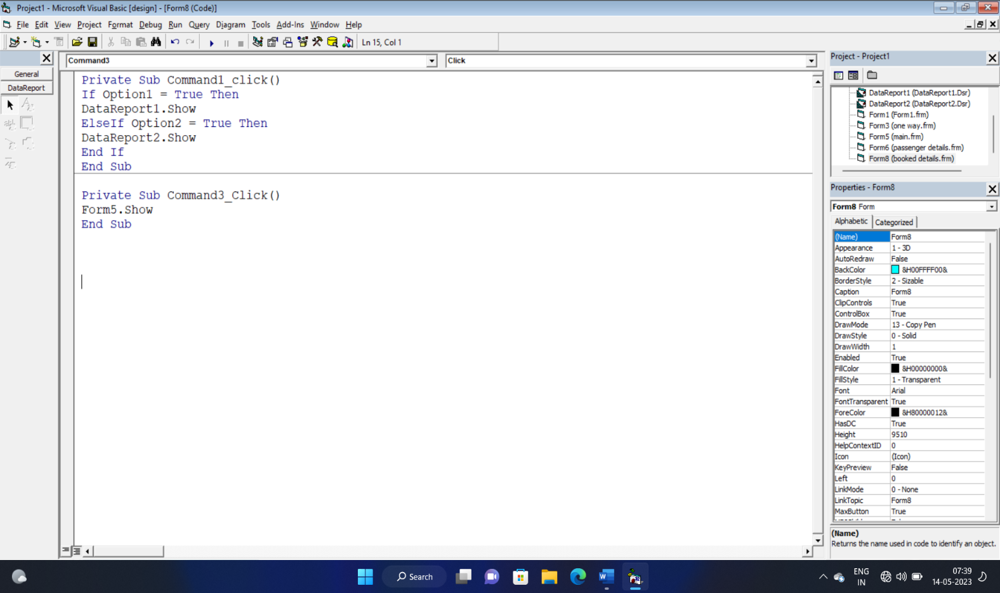 Project1 - Microsoft Visual Basic [design] - [Form8 (Code)]
File Edit View Project Format Debug Run Query Diagram Tools Add-Ins Window Help
Ln 15, Col 1
General
DataReport
Command3
Click
Private Sub Command1_click()
If Option1 = True Then
DataReport1.Show
ElseIf Option2 = True Then
DataReport2.Show
End If
End Sub
Private Sub Command3_Click()
Form5.Show
End Sub
Project - Project1
DataReport1 (DataReport1.Dsr)
DataReport2 (DataReport2.Dsr)
Form1 (Form1.frm)
Form3 (one way.frm)
Form5 (main.frm)
Form6 (passenger details.frm)
Form8 (booked details.frm)
Properties - Form8
Form8 Form
Alphabetic Categorized
(Name) Form8
Appearance 1 - 3D
AutoRedraw False
BackColor &H00FFFF00&
BorderStyle 2 - Sizable
Caption Form8
ClipControls True
ControlBox True
DrawMode 13 - Copy Pen
DrawStyle 0 - Solid
DrawWidth 1
Enabled True
FillColor &H00000000&
FillStyle 1 - Transparent
Font Arial
FontTransparent True
ForeColor &H80000012&
HasDC True
Height 9510
HelpContextID 0
Icon (Icon)
KeyPreview False
Left 0
LinkMode 0 - None
LinkTopic Form8
MaxButton True
(Name)
Returns the name used in code to identify an object.
Search
ENG
IN
07:39
14-05-2023